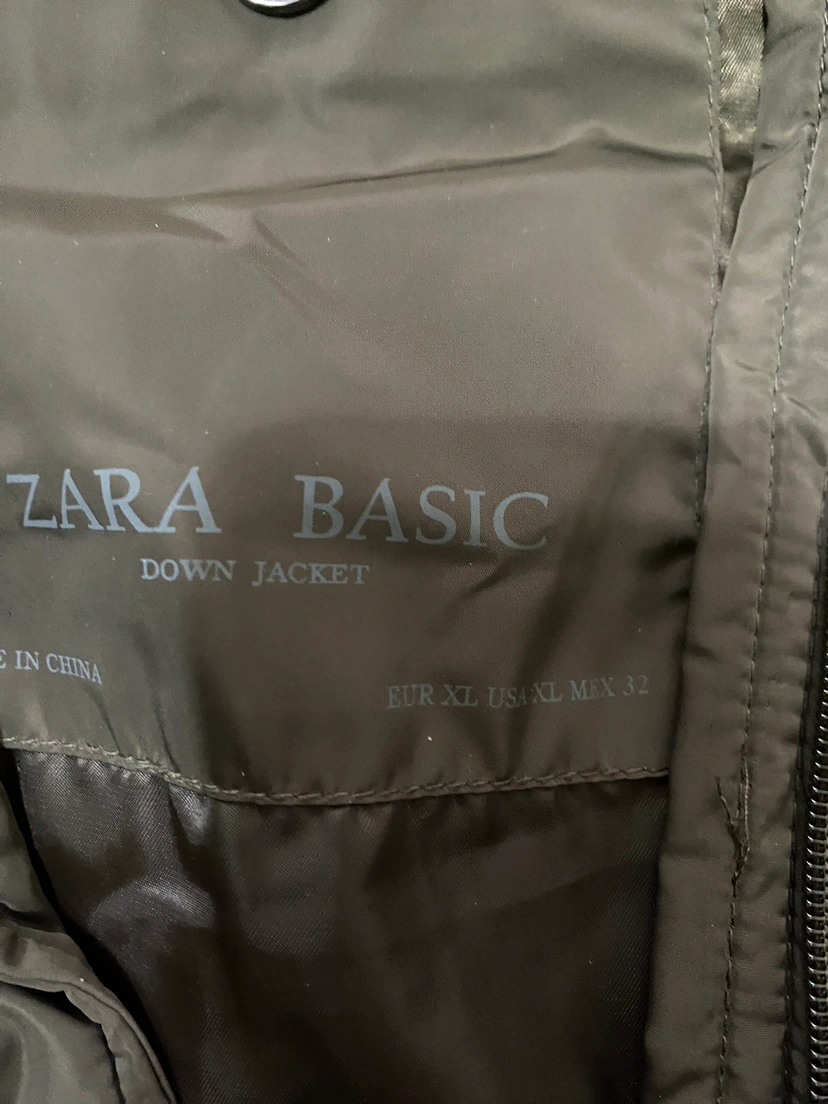 ZARA BASIC
DOWN JACKET
IN CHINA
EUR XL USA XL MEX 32